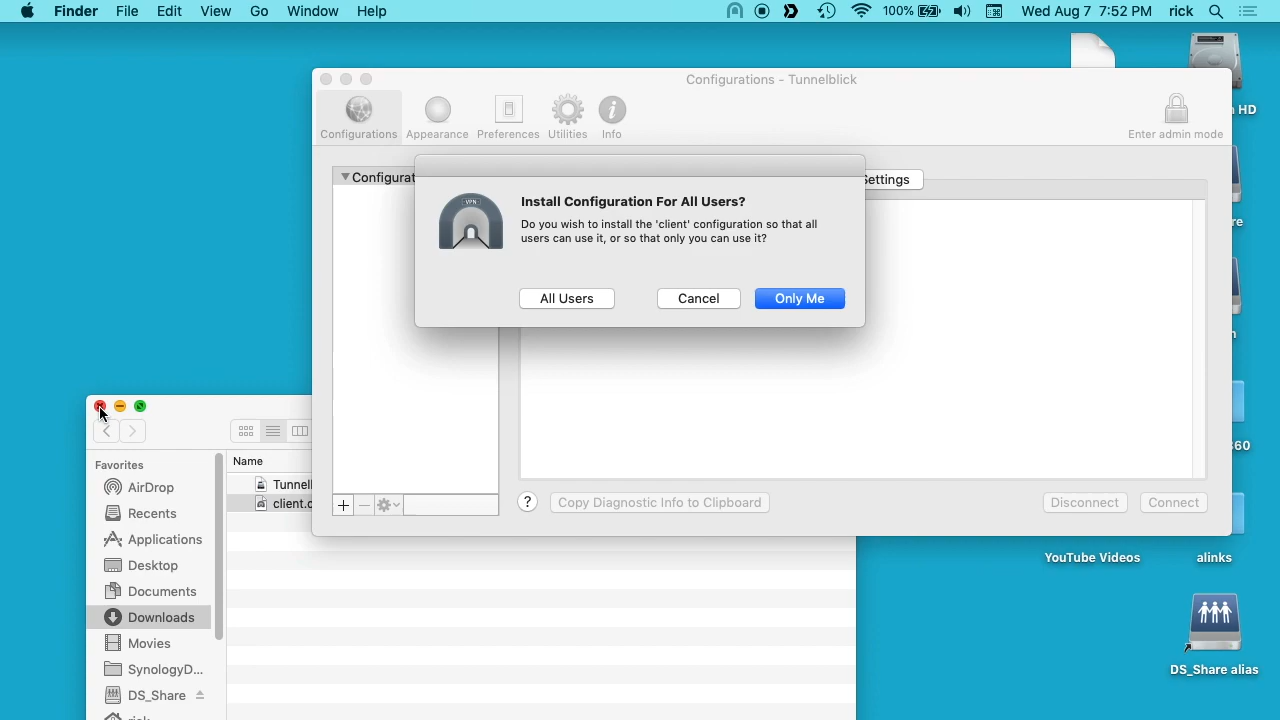 Finder File Edit View Go Window Help
100% Wed Aug 7 7:52 PM rick
Configurations - Tunnelblick
Configurations Appearance Preferences Utilities Info
Enter admin mode
HD
Configurat
Settings
VPN
Install Configuration For All Users?
Do you wish to install the 'client' configuration so that all
users can use it, or so that only you can use it?
All Users Cancel Only Me
re
n
60
? Copy Diagnostic Info to Clipboard
Disconnect Connect
Favorites
AirDrop
Recents
Applications
Desktop
Documents
Downloads
Movies
SynologyD...
DS_Share
Name
Tunnell
client.o
YouTube Videos
alinks
DS_Share alias